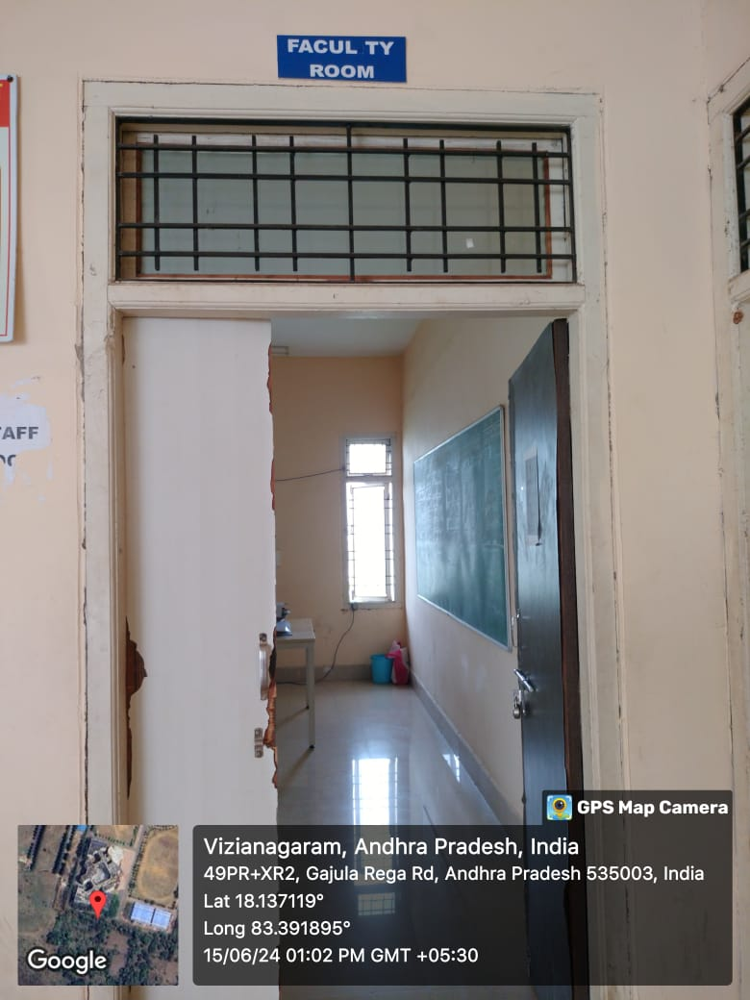 FACUL TY
ROOM
TAFF
GPS Map Camera
Vizianagaram, Andhra Pradesh, India
49PR+XR2, Gajula Rega Rd, Andhra Pradesh 535003, India
Lat 18.137119°
Long 83.391895°
15/06/24 01:02 PM GMT +05:30
Google